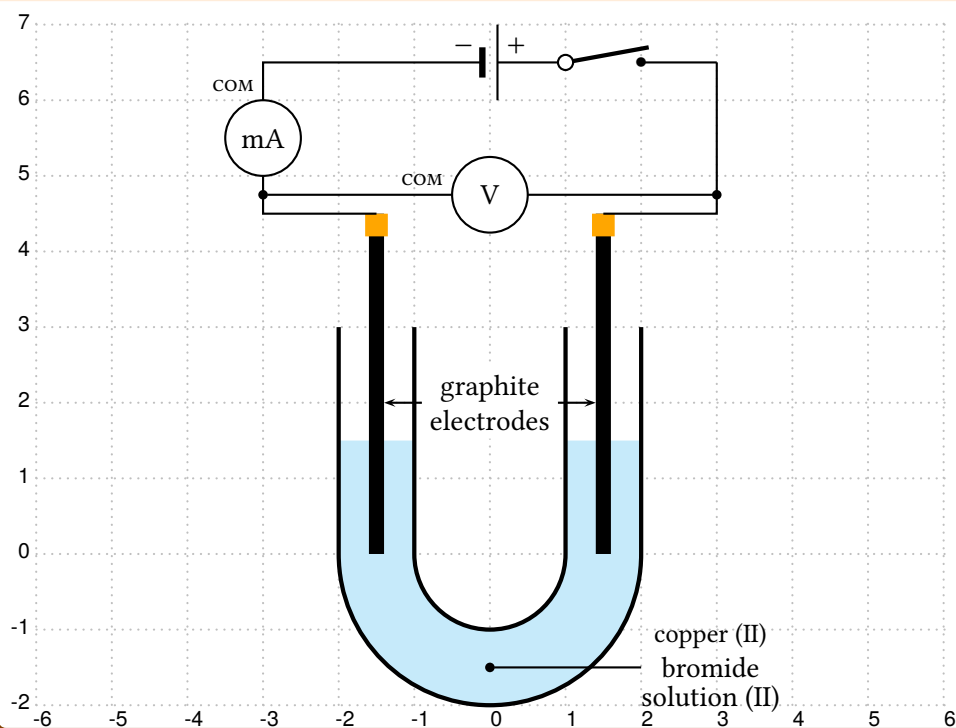 7
− +
6
COM
mA
5
COM
V
4
3
2
graphite
electrodes
1
0
-1
copper (II)
bromide
solution (II)
-2
-6 -5 -4 -3 -2 -1 0 1 2 3 4 5 6